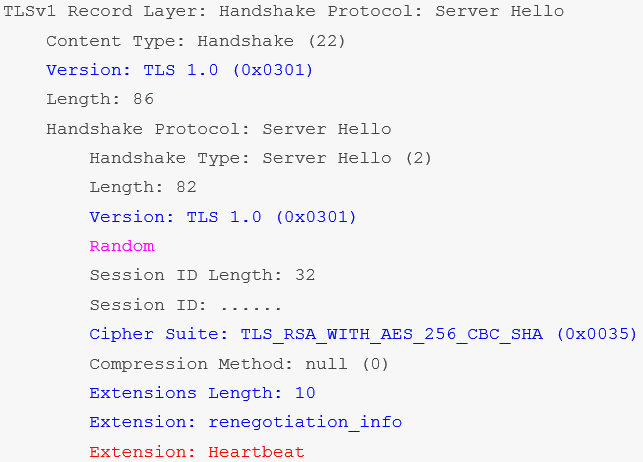 TLSv1 Record Layer: Handshake Protocol: Server Hello
Content Type: Handshake (22)
Version: TLS 1.0 (0x0301)
Length: 86
Handshake Protocol: Server Hello
Handshake Type: Server Hello (2)
Length: 82
Version: TLS 1.0 (0x0301)
Random
Session ID Length: 32
Session ID: ......
Cipher Suite: TLS_RSA_WITH_AES_256_CBC_SHA (0x0035)
Compression Method: null (0)
Extensions Length: 10
Extension: renegotiation_info
Extension: Heartbeat